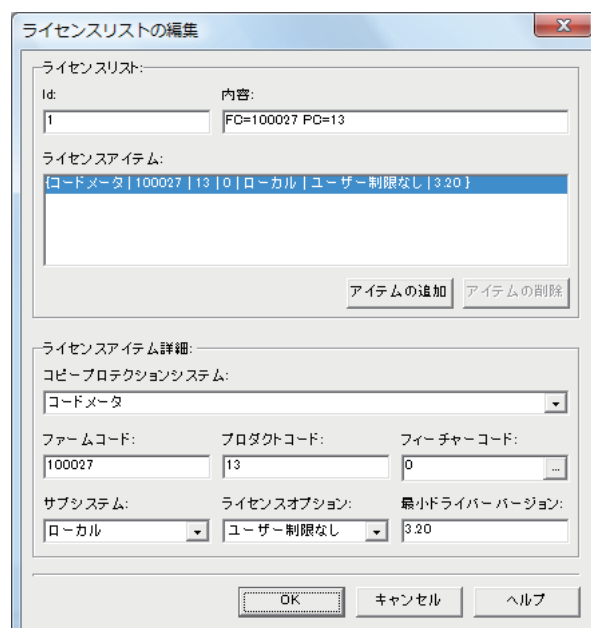 ライセンスリストの編集
ライセンスリスト:
Id: 内容:
1 FC=100027 PC=13
ライセンスアイテム:
{コードメータ | 100027 | 13 | 0 | ローカル | ユーザー制限なし | 3.20 }
アイテムの追加 アイテムの削除
ライセンスアイテム詳細:
コピープロテクションシステム:
コードメータ
ファームコード: プロダクトコード: フィーチャーコード:
100027 13 0 ...
サブシステム: ライセンスオプション: 最小ドライバーバージョン:
ローカル ユーザー制限なし 3.20
OK キャンセル ヘルプ